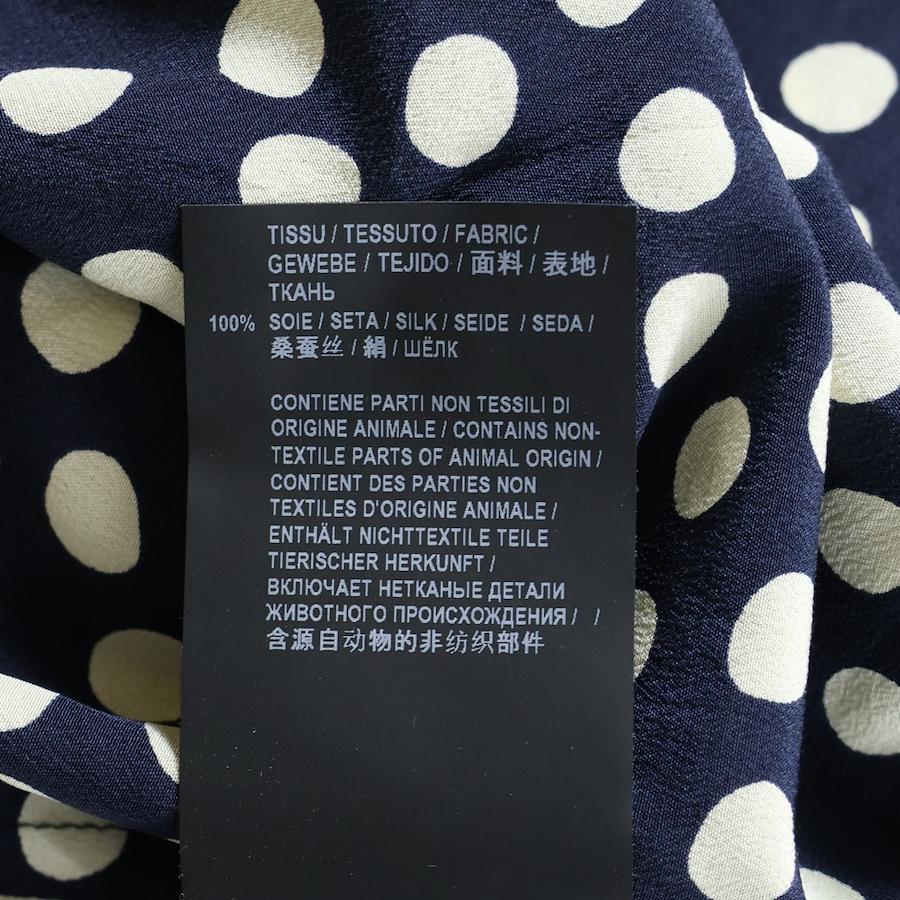 TISSU / TESSUTO / FABRIC /
GEWEBE / TEJIDO / 面料 / 表地 /
ТКАНЬ
100% SOIE / SETA / SILK / SEIDE / SEDA /
桑蚕丝 / 絹 / ШЁЛК
CONTIENE PARTI NON TESSILI DI
ORIGINE ANIMALE / CONTAINS NON-
TEXTILE PARTS OF ANIMAL ORIGIN /
CONTIENT DES PARTIES NON
TEXTILES D'ORIGINE ANIMALE /
ENTHÄLT NICHTTEXTILE TEILE
TIERISCHER HERKUNFT /
ВКЛЮЧАЕТ НЕТКАНЫЕ ДЕТАЛИ
ЖИВОТНОГО ПРОИСХОЖДЕНИЯ / /
含源自动物的非纺织部件